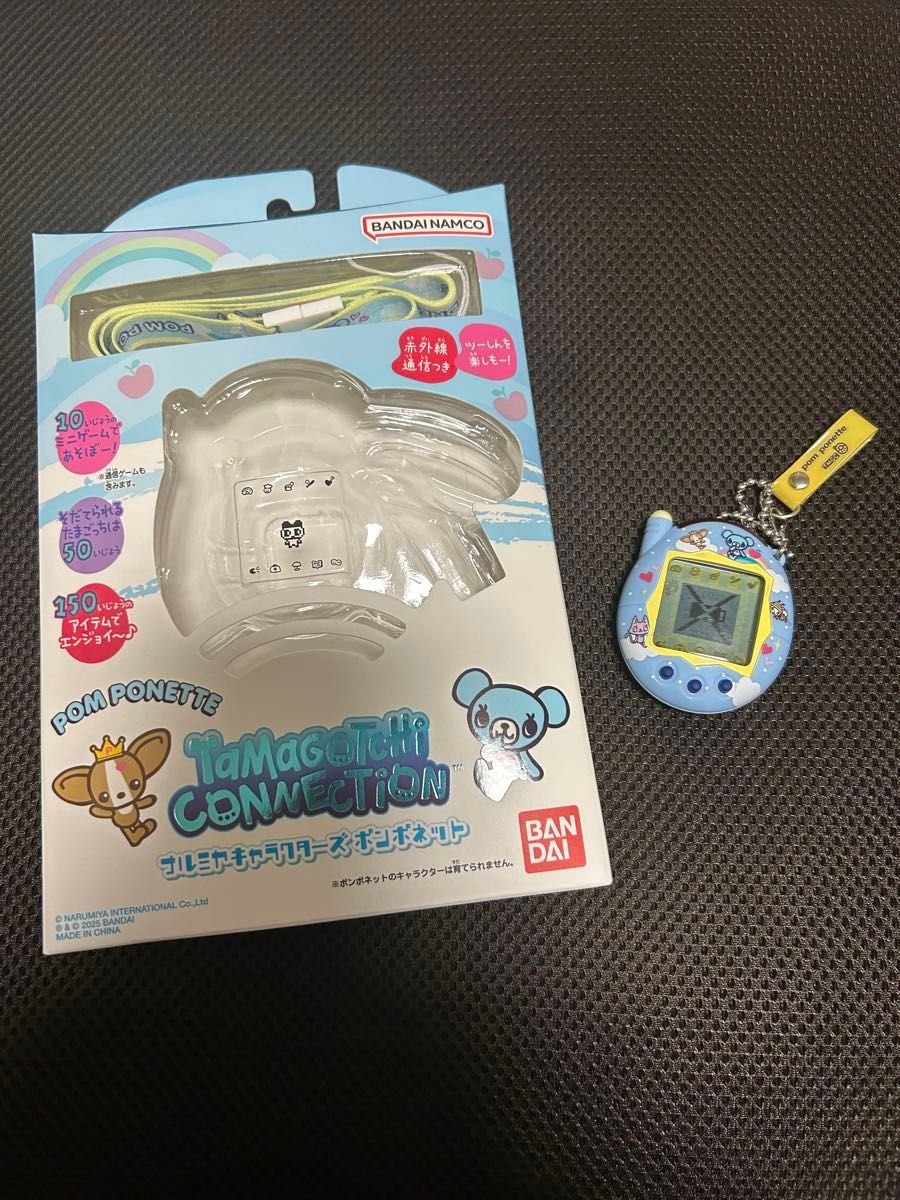 BANDAI NAMCO
POM PO
赤外線
通信つき
ツーしんを
楽しもー!
10いじょうの
ミニゲームで
あそぼー!
※通信ゲームも
含みます。
そだてられる
たまごっちは
50いじょう
150いじょうの
アイテムで
エンジョイ〜♪
POM PONETTE
TAMAGOTCHI
CONNECTION™
ナルミヤキャラクターズ ポンポネット
BAN
DAI
※ポンポネットのキャラクターは育てられません。
© NARUMIYA INTERNATIONAL Co.,Ltd
® & © 2025 BANDAI
MADE IN CHINA
pom ponette